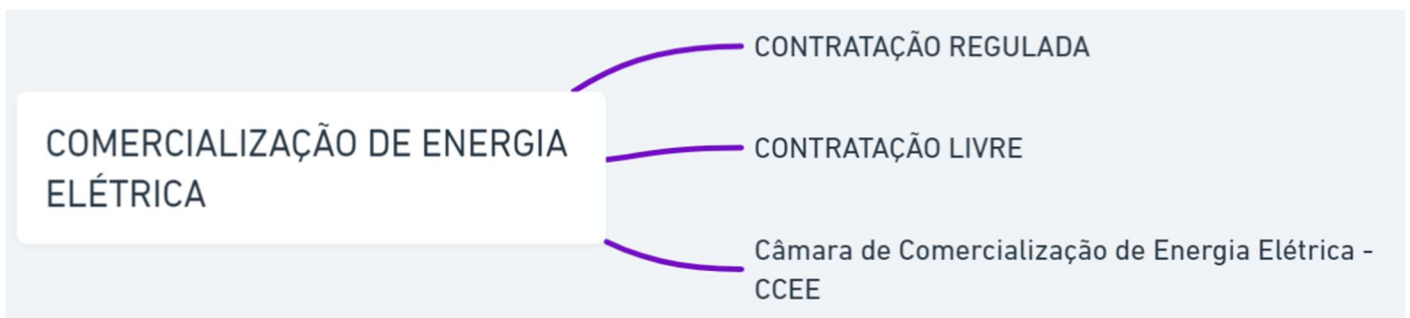 COMERCIALIZAÇÃO DE ENERGIA
ELÉTRICA
CONTRATAÇÃO REGULADA
CONTRATAÇÃO LIVRE
Câmara de Comercialização de Energia Elétrica -
CCEE